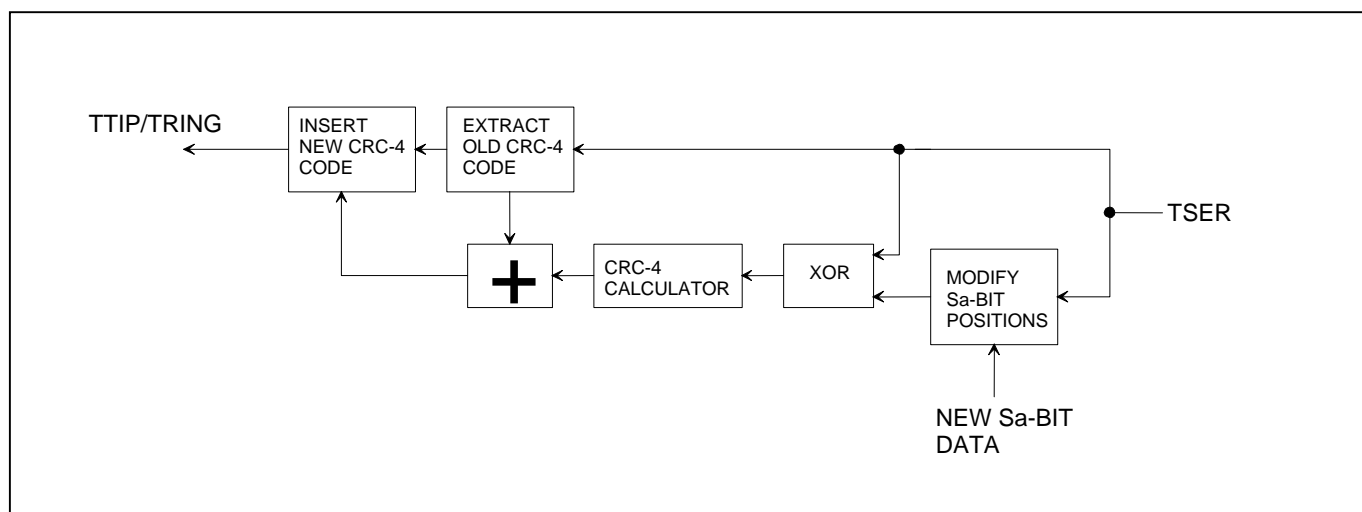 TTIP/TRING
INSERT
NEW CRC-4
CODE
EXTRACT
OLD CRC-4
CODE
TSER
+
CRC-4
CALCULATOR
XOR
MODIFY
Sa-BIT
POSITIONS
NEW Sa-BIT
DATA